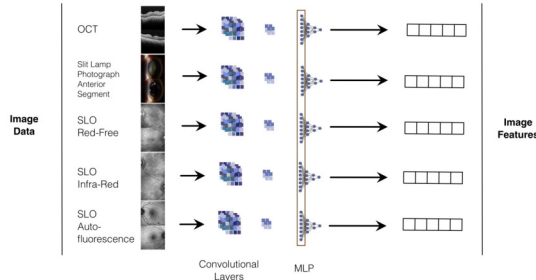 Image
Data
OCT
Slit Lamp
Photograph
Anterior
Segment
SLO
Red-Free
SLO
Infra-Red
SLO
Auto-
fluorescence
Convolutional
Layers
MLP
Image
Features